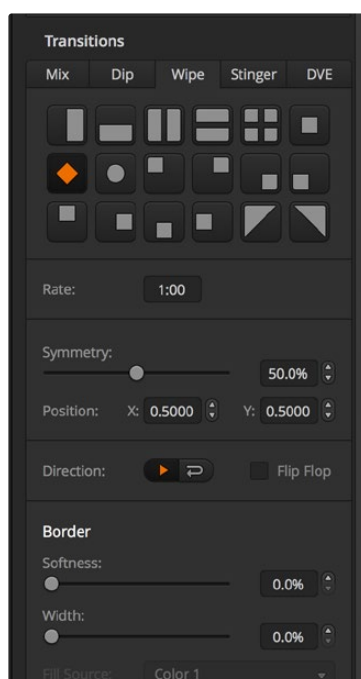 Transitions
Mix Dip Wipe Stinger DVE
Rate: 1:00
Symmetry:
50.0%
Position: X: 0.5000 Y: 0.5000
Direction: Flip Flop
Border
Softness:
0.0%
Width:
0.0%
Fill Source: Color 1